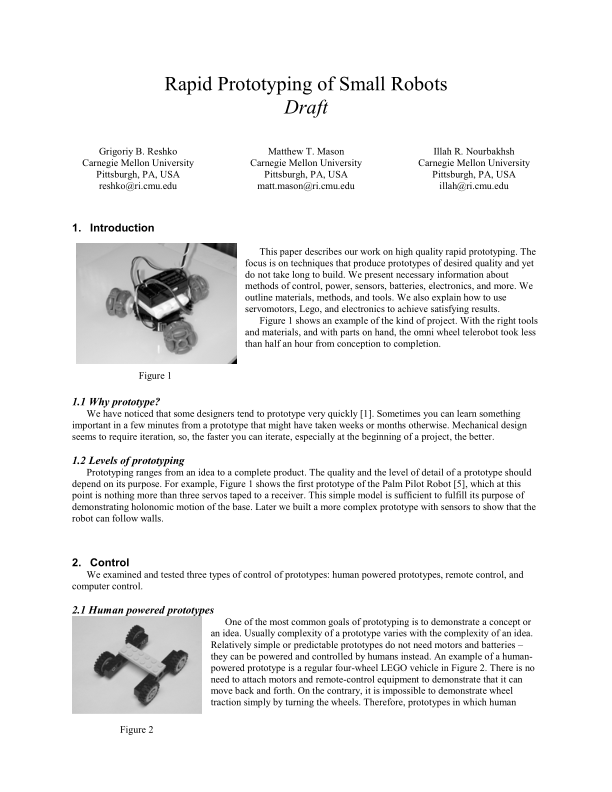 Rapid Prototyping of Small Robots
Draft
Grigoriy B. Reshko
Carnegie Mellon University
Pittsburgh, PA, USA
reshko@ri.cmu.edu
Matthew T. Mason
Carnegie Mellon University
Pittsburgh, PA, USA
matt.mason@ri.cmu.edu
Illah R. Nourbakhsh
Carnegie Mellon University
Pittsburgh, PA, USA
illah@ri.cmu.edu
1. Introduction
This paper describes our work on high quality rapid prototyping. The
focus is on techniques that produce prototypes of desired quality and yet
do not take long to build. We present necessary information about
methods of control, power, sensors, batteries, electronics, and more. We
outline materials, methods, and tools. We also explain how to use
servomotors, Lego, and electronics to achieve satisfying results.
Figure 1 shows an example of the kind of project. With the right tools
and materials, and with parts on hand, the omni wheel telerobot took less
than half an hour from conception to completion.
Figure 1
1.1 Why prototype?
We have noticed that some designers tend to prototype very quickly [1]. Sometimes you can learn something
important in a few minutes from a prototype that might have taken weeks or months otherwise. Mechanical design
seems to require iteration, so, the faster you can iterate, especially at the beginning of a project, the better.
1.2 Levels of prototyping
Prototyping ranges from an idea to a complete product. The quality and the level of detail of a prototype should
depend on its purpose. For example, Figure 1 shows the first prototype of the Palm Pilot Robot [5], which at this
point is nothing more than three servos taped to a receiver. This simple model is sufficient to fulfill its purpose of
demonstrating holonomic motion of the base. Later we built a more complex prototype with sensors to show that the
robot can follow walls.
2. Control
We examined and tested three types of control of prototypes: human powered prototypes, remote control, and
computer control.
2.1 Human powered prototypes
One of the most common goals of prototyping is to demonstrate a concept or
an idea. Usually complexity of a prototype varies with the complexity of an idea.
Relatively simple or predictable prototypes do not need motors and batteries –
they can be powered and controlled by humans instead. An example of a human-
powered prototype is a regular four-wheel LEGO vehicle in Figure 2. There is no
need to attach motors and remote-control equipment to demonstrate that it can
move back and forth. On the contrary, it is impossible to demonstrate wheel
traction simply by turning the wheels. Therefore, prototypes in which human
Figure 2